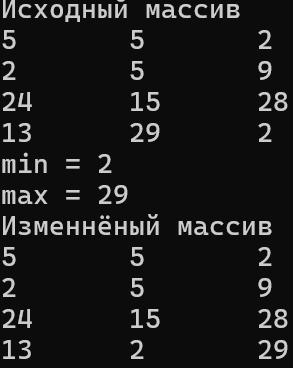 Исходный массив
5 5 2
2 5 9
24 15 28
13 29 2
min = 2
max = 29
Изменнёный массив
5 5 2
2 5 9
24 15 28
13 2 29